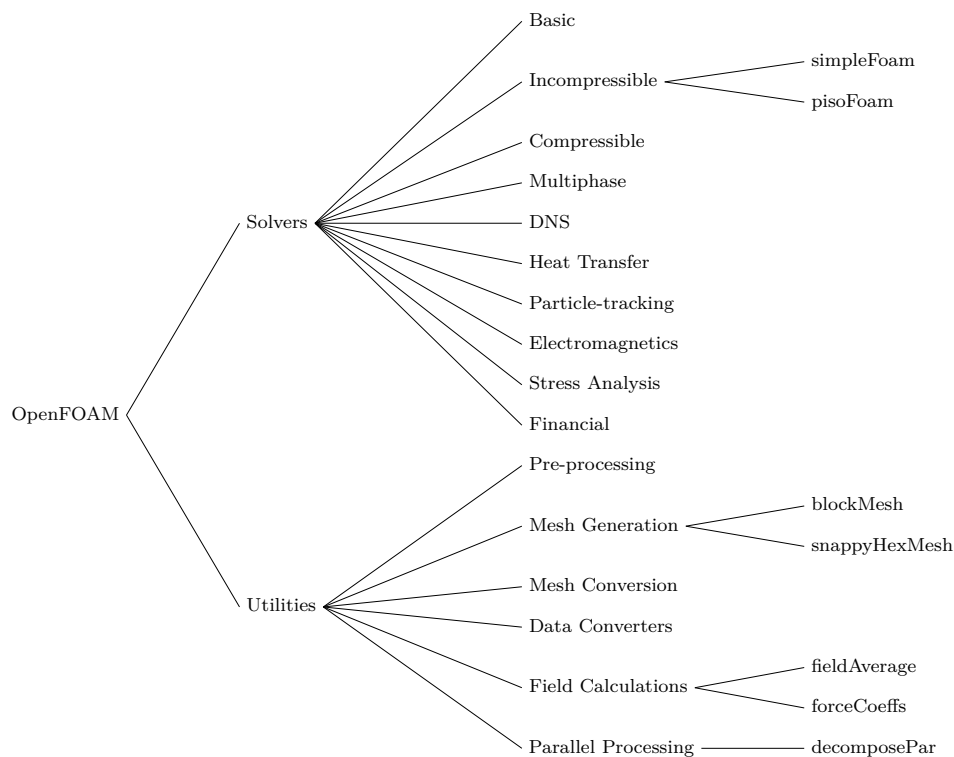 OpenFOAM
Solvers
Basic
Incompressible
simpleFoam
pisoFoam
Compressible
Multiphase
DNS
Heat Transfer
Particle-tracking
Electromagnetics
Stress Analysis
Financial
Utilities
Pre-processing
Mesh Generation
blockMesh
snappyHexMesh
Mesh Conversion
Data Converters
Field Calculations
fieldAverage
forceCoeffs
Parallel Processing
decomposePar